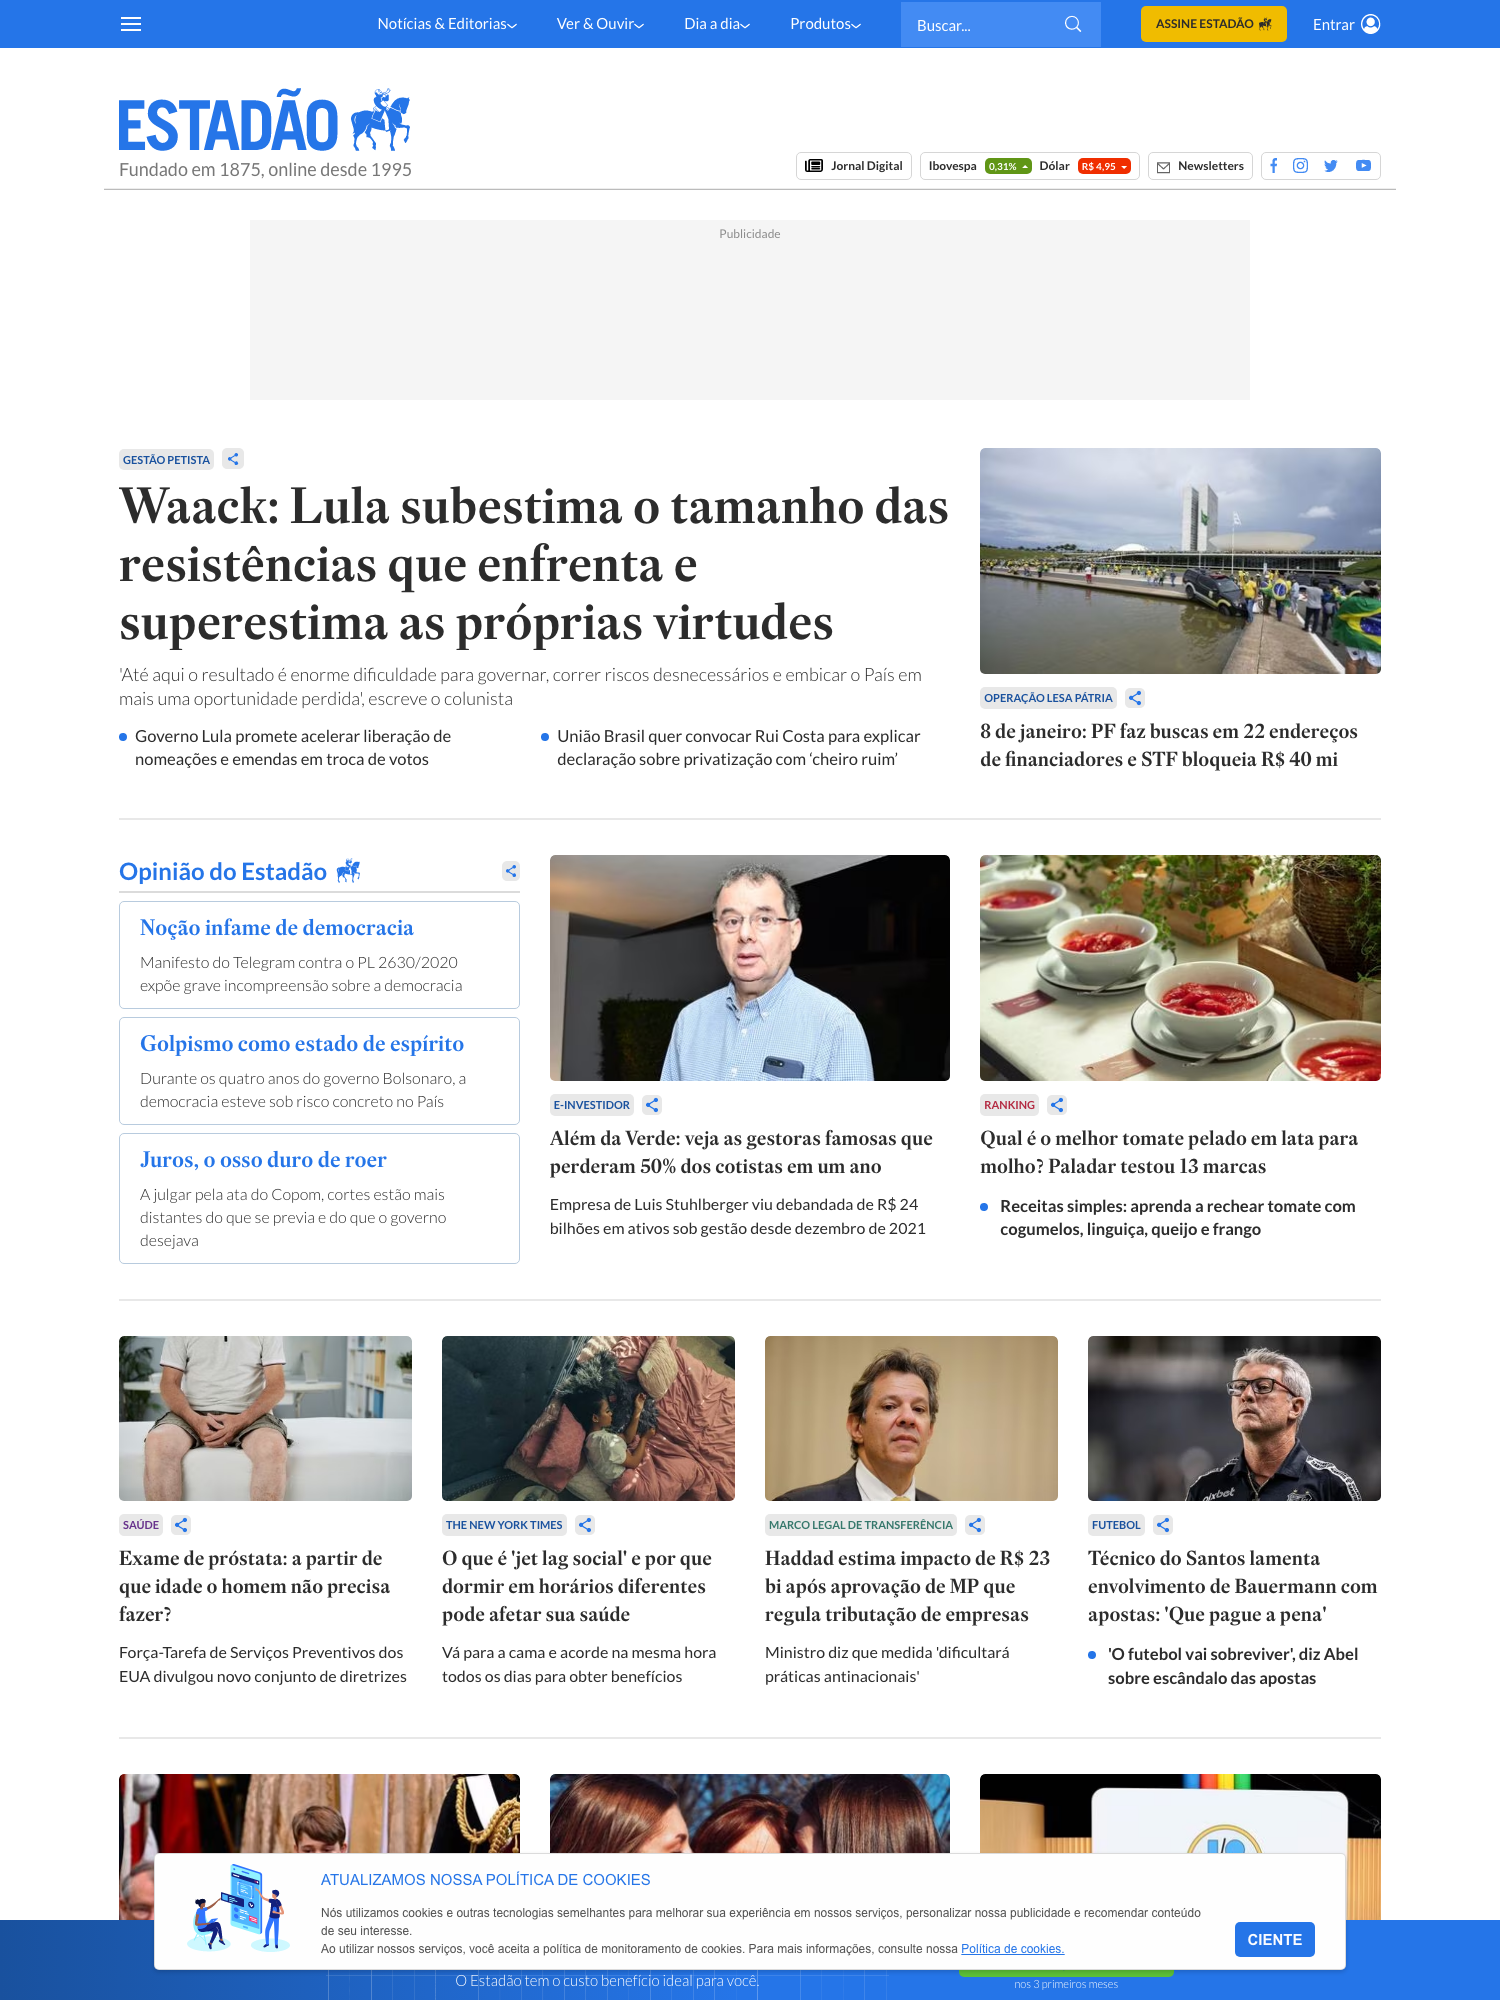 Notícias & Editorias
Ver & Ouvir
Dia a dia
Produtos
Buscar...
ASSINE ESTADÃO
Entrar
ESTADÃO
Fundado em 1875, online desde 1995
Jornal Digital
Ibovespa 0,31% Dólar R$ 4,95
Newsletters
Publicidade
GESTÃO PETISTA
Waack: Lula subestima o tamanho das
resistências que enfrenta e
superestima as próprias virtudes
'Até aqui o resultado é enorme dificuldade para governar, correr riscos desnecessários e embicar o País em
mais uma oportunidade perdida', escreve o colunista
Governo Lula promete acelerar liberação de
nomeações e emendas em troca de votos
União Brasil quer convocar Rui Costa para explicar
declaração sobre privatização com ‘cheiro ruim’
OPERAÇÃO LESA PÁTRIA
8 de janeiro: PF faz buscas em 22 endereços
de financiadores e STF bloqueia R$ 40 mi
Opinião do Estadão
Noção infame de democracia
Manifesto do Telegram contra o PL 2630/2020
expõe grave incompreensão sobre a democracia
Golpismo como estado de espírito
Durante os quatro anos do governo Bolsonaro, a
democracia esteve sob risco concreto no País
Juros, o osso duro de roer
A julgar pela ata do Copom, cortes estão mais
distantes do que se previa e do que o governo
desejava
E-INVESTIDOR
Além da Verde: veja as gestoras famosas que
perderam 50% dos cotistas em um ano
Empresa de Luis Stuhlberger viu debandada de R$ 24
bilhões em ativos sob gestão desde dezembro de 2021
RANKING
Qual é o melhor tomate pelado em lata para
molho? Paladar testou 13 marcas
Receitas simples: aprenda a rechear tomate com
cogumelos, linguiça, queijo e frango
SAÚDE
Exame de próstata: a partir de
que idade o homem não precisa
fazer?
Força-Tarefa de Serviços Preventivos dos
EUA divulgou novo conjunto de diretrizes
THE NEW YORK TIMES
O que é 'jet lag social' e por que
dormir em horários diferentes
pode afetar sua saúde
Vá para a cama e acorde na mesma hora
todos os dias para obter benefícios
MARCO LEGAL DE TRANSFERÊNCIA
Haddad estima impacto de R$ 23
bi após aprovação de MP que
regula tributação de empresas
Ministro diz que medida 'dificultará
práticas antinacionais'
pixbet
FUTEBOL
Técnico do Santos lamenta
envolvimento de Bauermann com
apostas: 'Que pague a pena'
'O futebol vai sobreviver', diz Abel
sobre escândalo das apostas
I/O
ATUALIZAMOS NOSSA POLÍTICA DE COOKIES
Nós utilizamos cookies e outras tecnologias semelhantes para melhorar sua experiência em nossos serviços, personalizar nossa publicidade e recomendar conteúdo
de seu interesse.
Ao utilizar nossos serviços, você aceita a política de monitoramento de cookies. Para mais informações, consulte nossa Política de cookies.
CIENTE
O Estadão tem o custo benefício ideal para você.
nos 3 primeiros meses